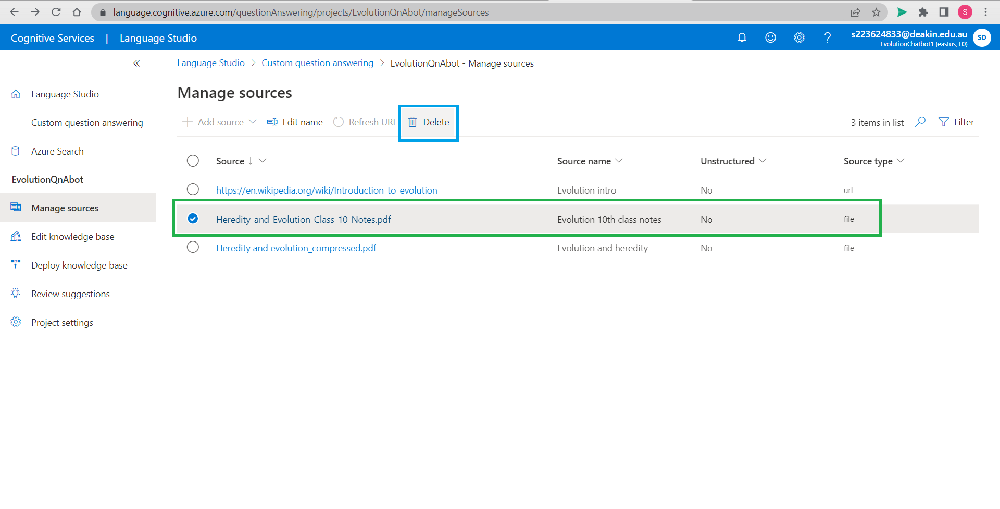 language.cognitive.azure.com/questionAnswering/projects/EvolutionQnAbot/manageSources
S
Cognitive Services | Language Studio
s223624833@deakin.edu.au
EvolutionChatbot1 (eastus, F0)
SD
Language Studio > Custom question answering > EvolutionQnAbot - Manage sources
Language Studio
Custom question answering
Azure Search
EvolutionQnAbot
Manage sources
Edit knowledge base
Deploy knowledge base
Review suggestions
Project settings
Manage sources
Add source Edit name Refresh URL Delete 3 items in list Filter
Source ↓ Source name Unstructured Source type
https://en.wikipedia.org/wiki/Introduction_to_evolution Evolution intro No url
Heredity-and-Evolution-Class-10-Notes.pdf Evolution 10th class notes No file
Heredity and evolution_compressed.pdf Evolution and heredity No file